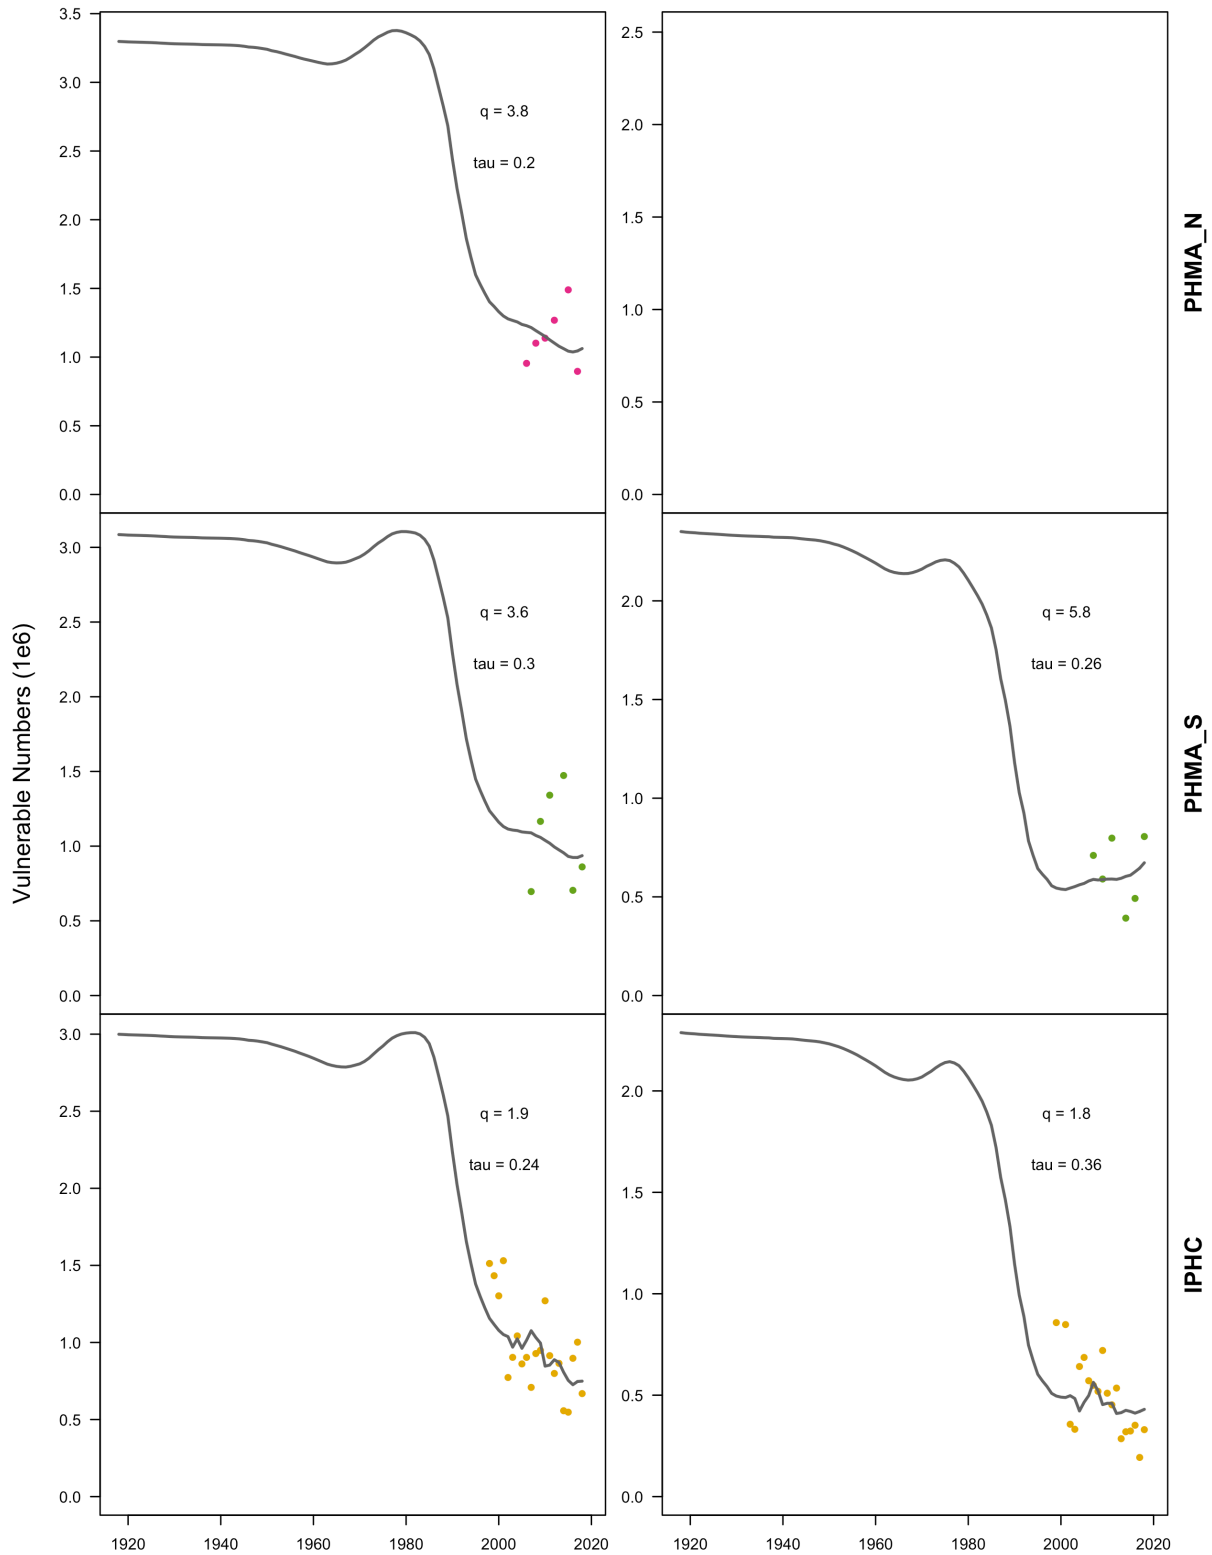 3.5
3.0
2.5
2.0
1.5
1.0
0.5
0.0
q = 3.8
tau = 0.2
2.5
2.0
1.5
1.0
0.5
0.0
PHMA_N
Vulnerable Numbers (1e6)
3.0
2.5
2.0
1.5
1.0
0.5
0.0
q = 3.6
tau = 0.3
2.0
1.5
1.0
0.5
0.0
q = 5.8
tau = 0.26
PHMA_S
3.0
2.5
2.0
1.5
1.0
0.5
0.0
q = 1.9
tau = 0.24
2.0
1.5
1.0
0.5
0.0
q = 1.8
tau = 0.36
IPHC
1920 1940 1960 1980 2000 2020
1920 1940 1960 1980 2000 2020